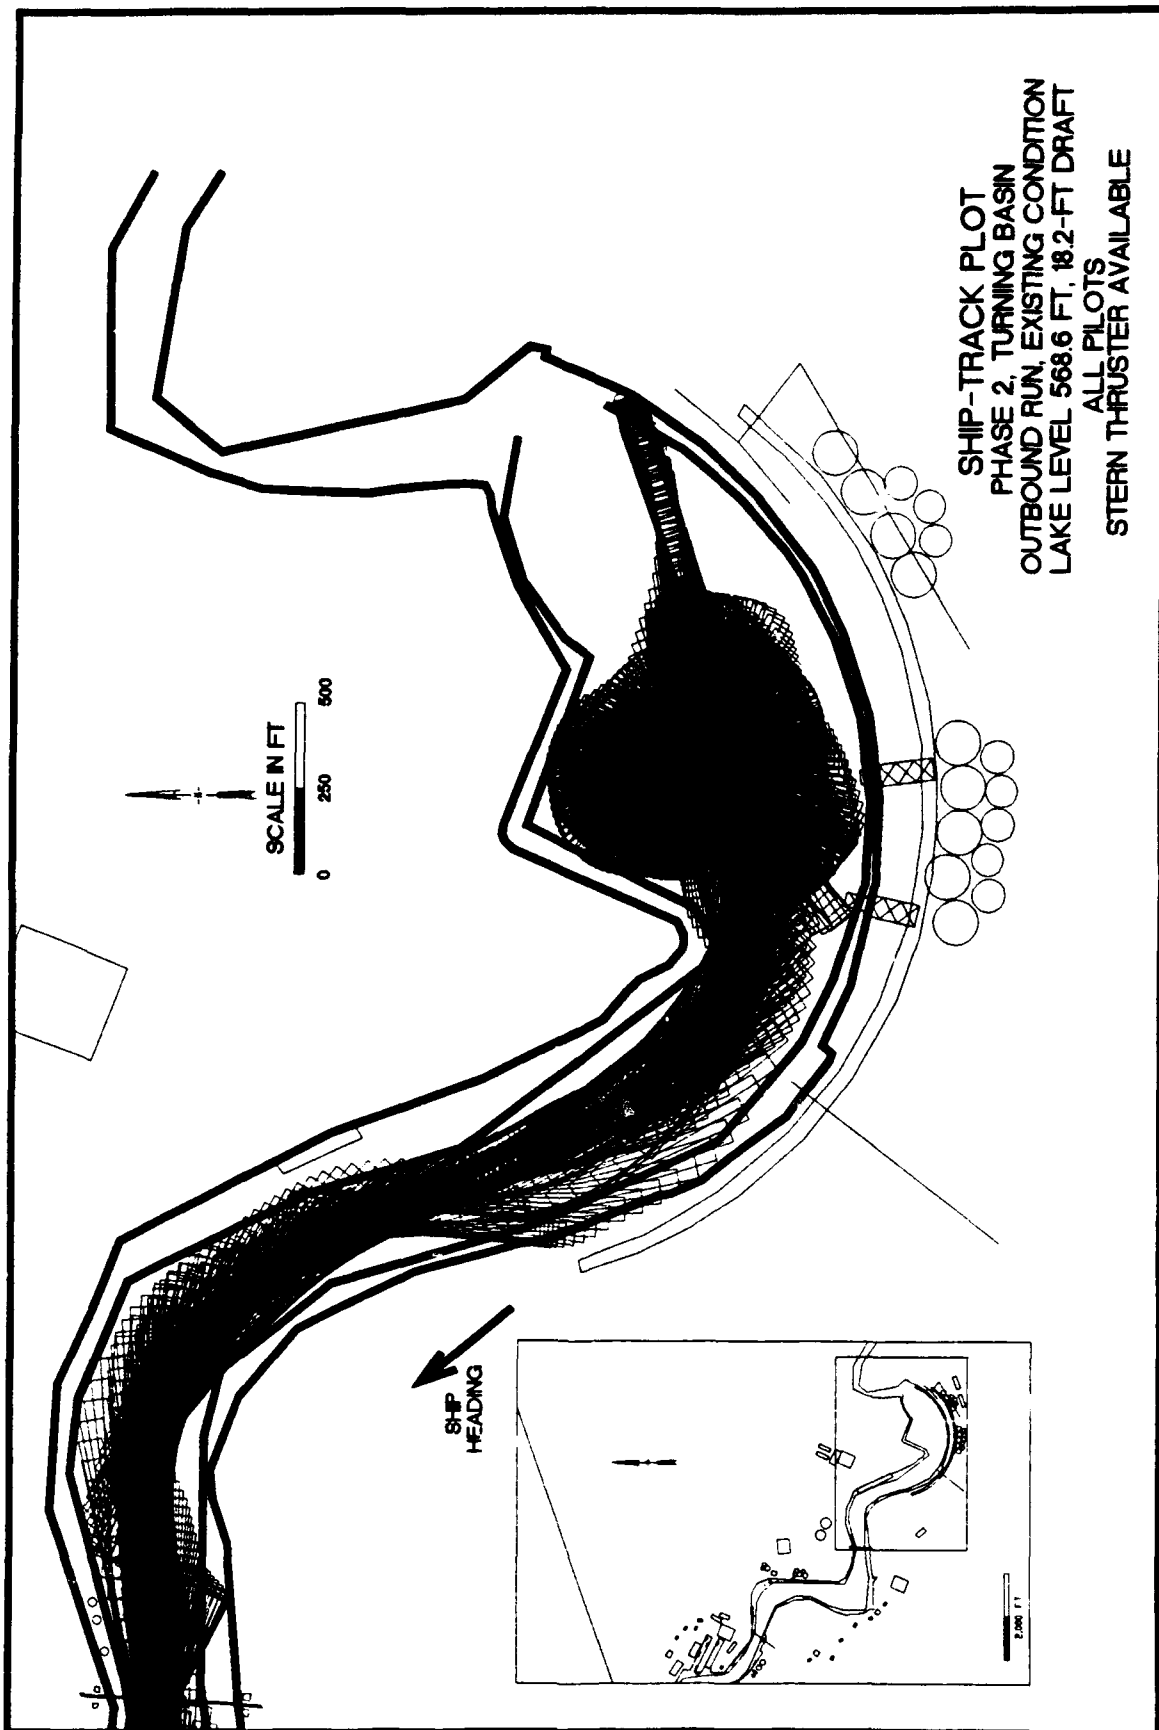 SCALE IN FT
0 250 500
SHIP-TRACK PLOT
PHASE 2, TURNING BASIN
OUTBOUND RUN, EXISTING CONDITION
LAKE LEVEL 568.6 FT, 18.2-FT DRAFT
ALL PILOTS
STERN THRUSTER AVAILABLE
SHIP
HEADING
2,000 FT